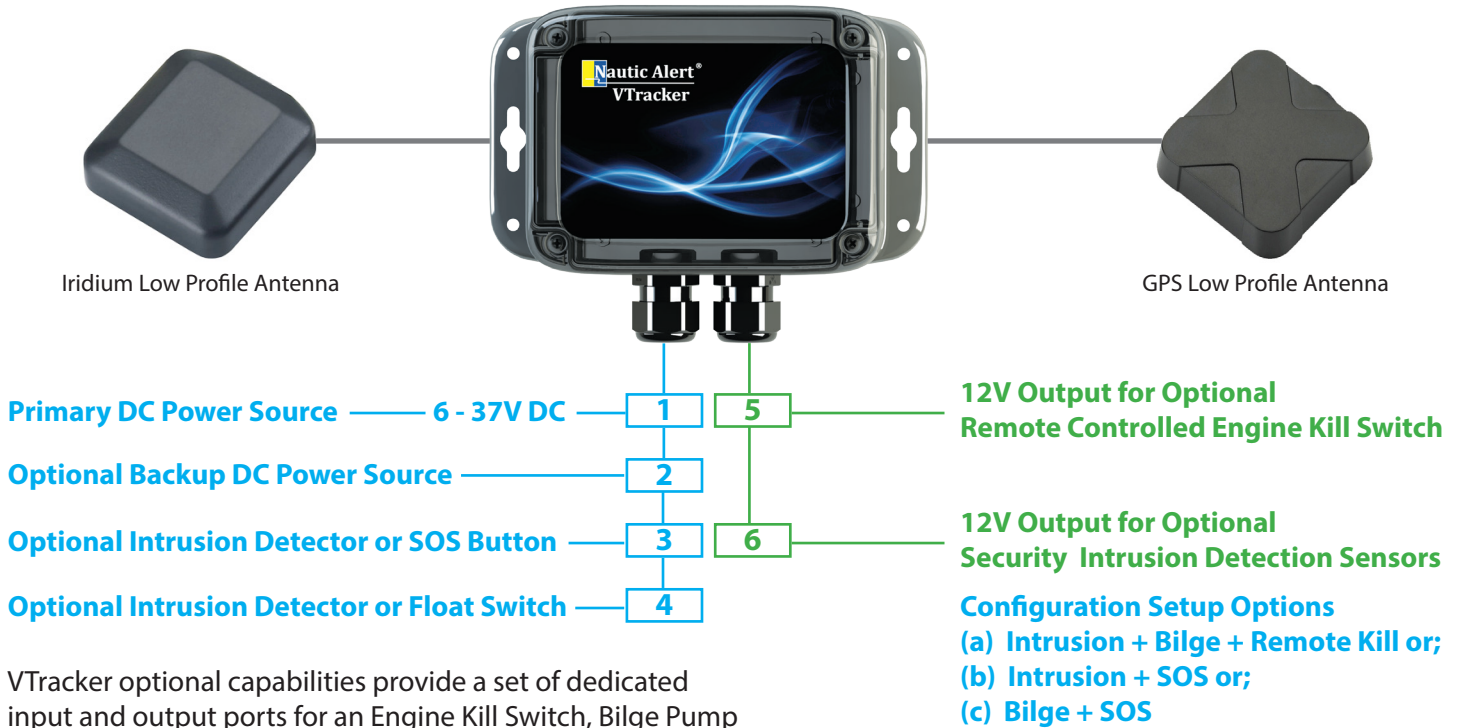 Nautic Alert®
VTracker
Iridium Low Profile Antenna
GPS Low Profile Antenna
Primary DC Power Source 6 - 37V DC 1
Optional Backup DC Power Source 2
Optional Intrusion Detector or SOS Button 3
Optional Intrusion Detector or Float Switch 4
5 12V Output for Optional
Remote Controlled Engine Kill Switch
6 12V Output for Optional
Security Intrusion Detection Sensors
Configuration Setup Options
(a) Intrusion + Bilge + Remote Kill or;
(b) Intrusion + SOS or;
(c) Bilge + SOS
VTracker optional capabilities provide a set of dedicated
input and output ports for an Engine Kill Switch, Bilge Pump